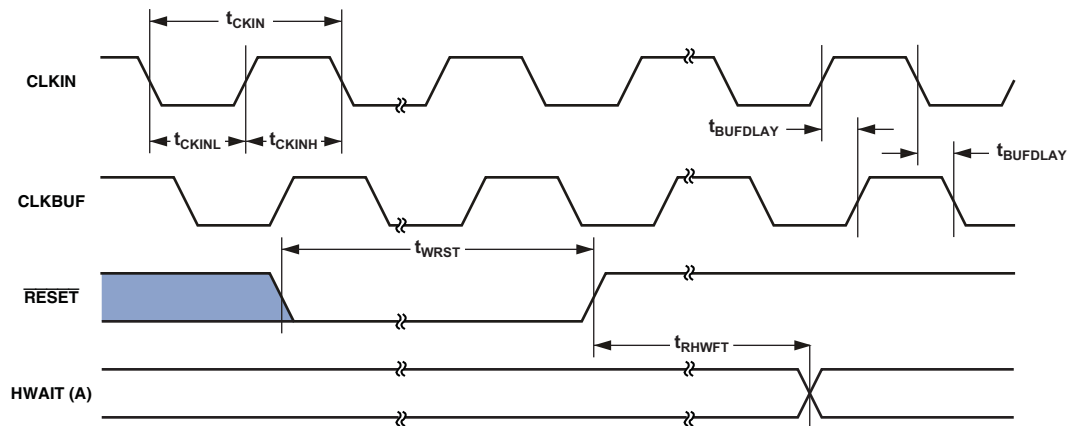 tCKIN
CLKIN
tCKINL
tCKINH
tBUFDLAY
tBUFDLAY
CLKBUF
tWRST
RESET
tRHWFT
HWAIT (A)